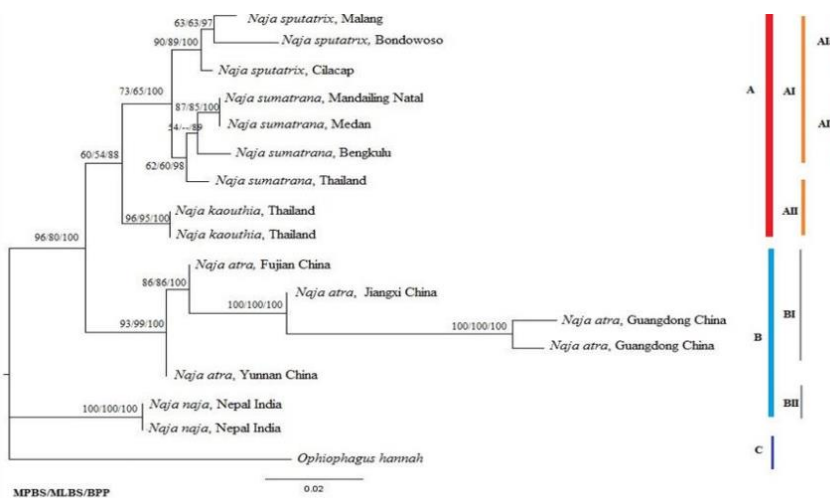 63/63/97
Naja sputatrix, Malang
90/89/100
Naja sputatrix, Bondowoso
Naja sputatrix, Cilacap
73/65/100
87/85/100
Naja sumatrana, Mandailing Natal
54/--/89
Naja sumatrana, Medan
Naja sumatrana, Bengkulu
60/54/88
62/60/98
Naja sumatrana, Thailand
96/95/100
Naja kaouthia, Thailand
Naja kaouthia, Thailand
96/80/100
86/86/100
Naja atra, Fujian China
100/100/100
Naja atra, Jiangxi China
93/99/100
100/100/100
Naja atra, Guangdong China
Naja atra, Guangdong China
Naja atra, Yunnan China
100/100/100
Naja naja, Nepal India
Naja naja, Nepal India
Ophiophagus hannah
0.02
MPBS/MLBS/BPP
A
AI
AII
B
BI
BII
C